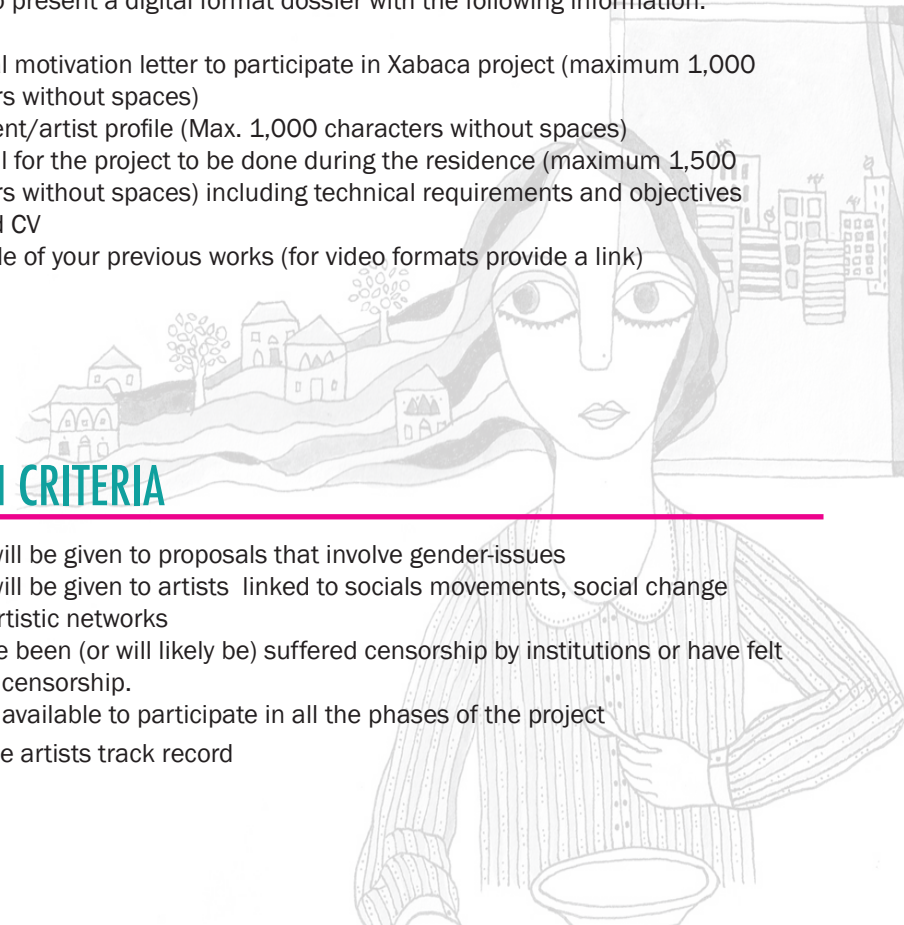 o present a digital format dossier with the following information:
l motivation letter to participate in Xabaca project (maximum 1,000
rs without spaces)
ent/artist profile (Max. 1,000 characters without spaces)
l for the project to be done during the residence (maximum 1,500
rs without spaces) including technical requirements and objectives
d CV
le of your previous works (for video formats provide a link)
N CRITERIA
will be given to proposals that involve gender-issues
will be given to artists linked to socials movements, social change
rtistic networks
e been (or will likely be) suffered censorship by institutions or have felt
censorship.
available to participate in all the phases of the project
e artists track record